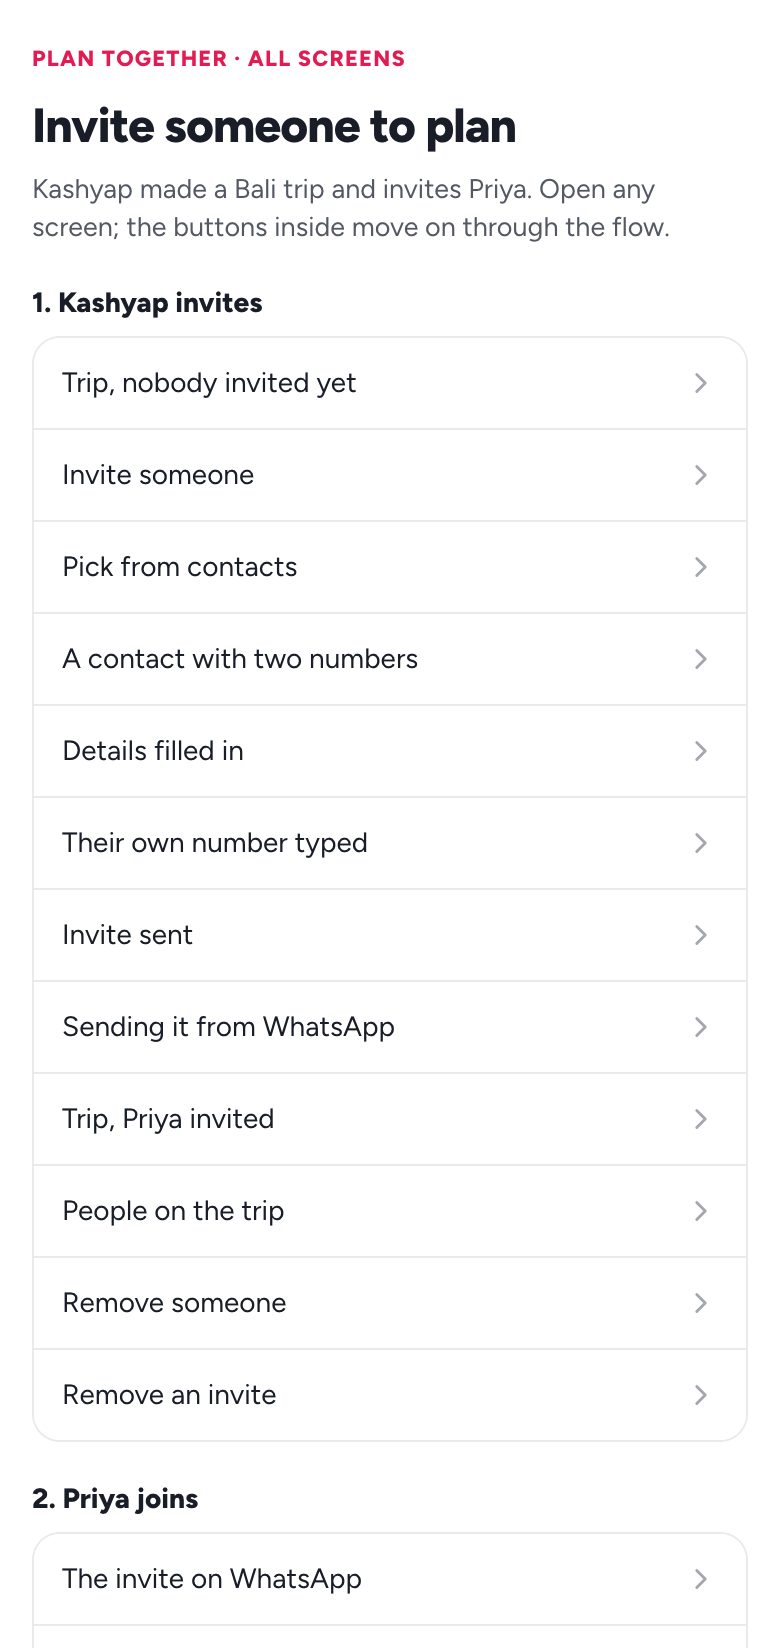 PLAN TOGETHER · ALL SCREENS
Invite someone to plan
Kashyap made a Bali trip and invites Priya. Open any
screen; the buttons inside move on through the flow.
1. Kashyap invites
Trip, nobody invited yet
Invite someone
Pick from contacts
A contact with two numbers
Details filled in
Their own number typed
Invite sent
Sending it from WhatsApp
Trip, Priya invited
People on the trip
Remove someone
Remove an invite
2. Priya joins
The invite on WhatsApp